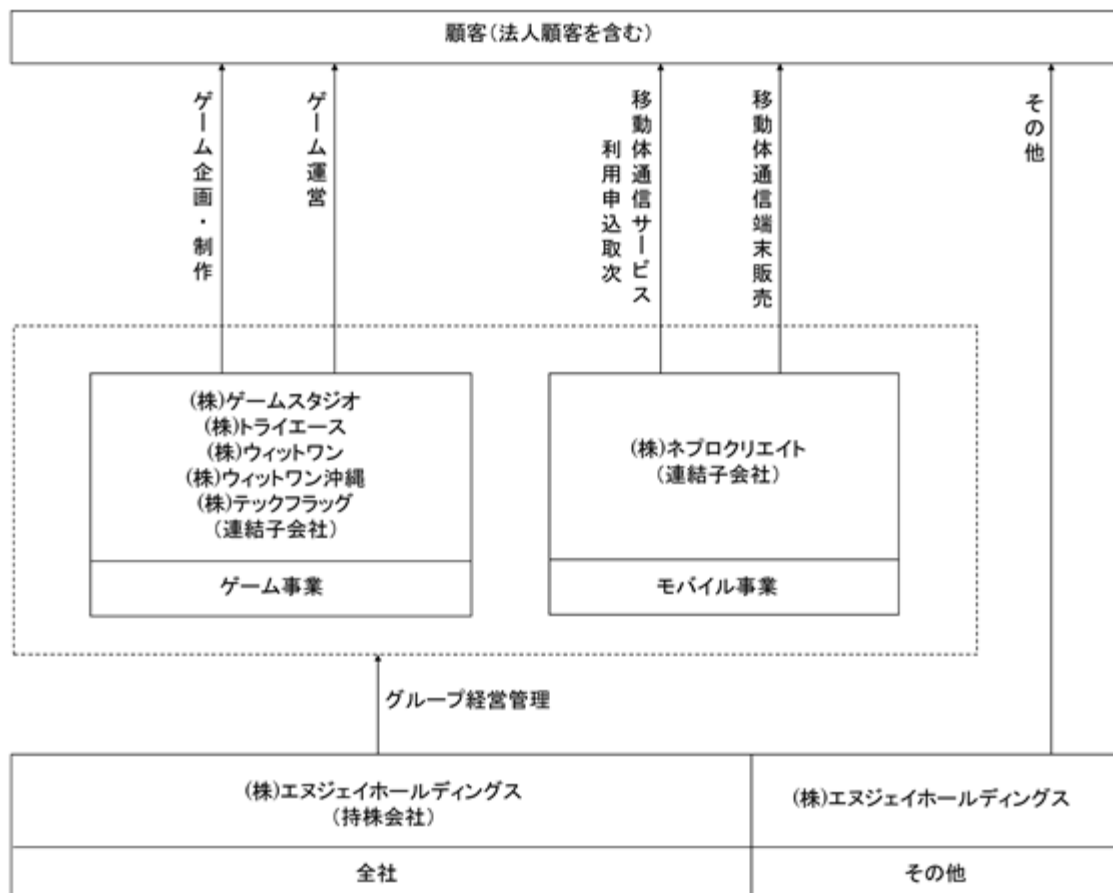 顧客(法人顧客を含む)
ゲーム企画・制作
ゲーム運営
移動体通信サービス
利用申込取次
移動体通信端末販売
その他
(株)ゲームスタジオ
(株)トライエース
(株)ウィットワン
(株)ウィットワン沖縄
(株)テックフラッグ
(連結子会社)
ゲーム事業
(株)ネプロクリエイト
(連結子会社)
モバイル事業
グループ経営管理
(株)エヌジェイホールディングス
(持株会社)
全社
(株)エヌジェイホールディングス
その他